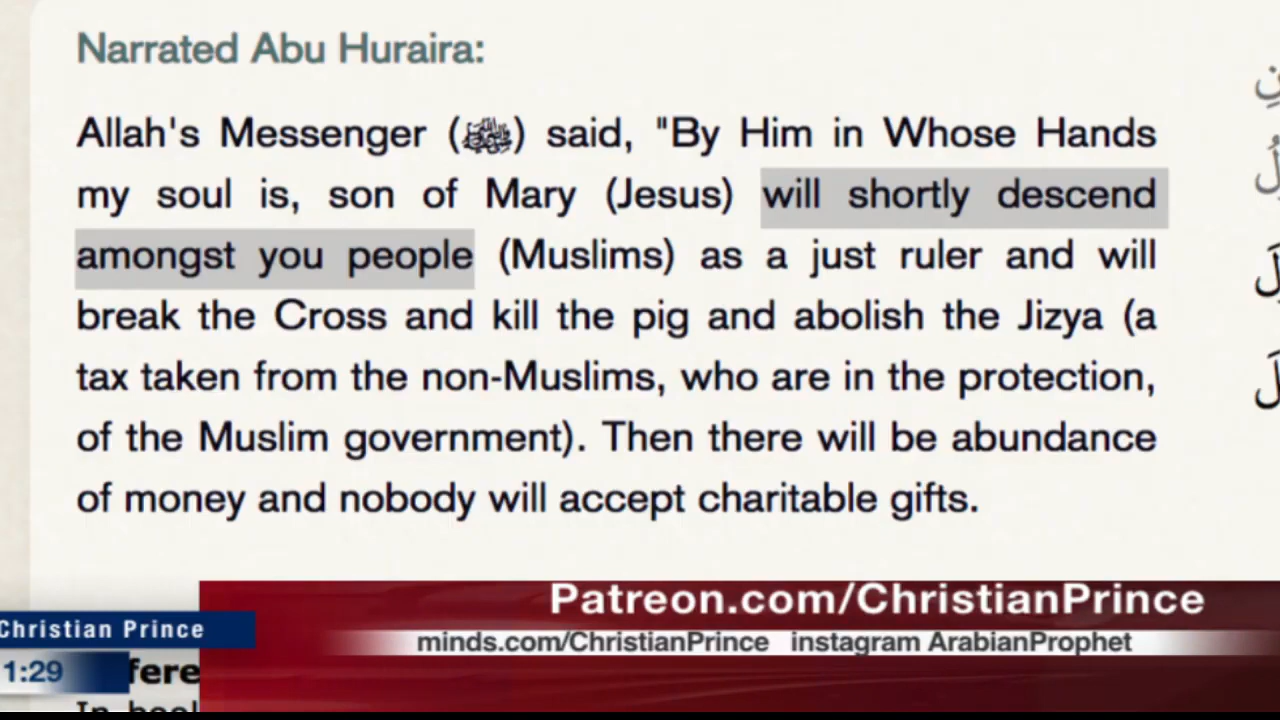 Narrated Abu Huraira:
Allah's Messenger (ﷺ) said, "By Him in Whose Hands
my soul is, son of Mary (Jesus) will shortly descend
amongst you people (Muslims) as a just ruler and will
break the Cross and kill the pig and abolish the Jizya (a
tax taken from the non-Muslims, who are in the protection,
of the Muslim government). Then there will be abundance
of money and nobody will accept charitable gifts.
Patreon.com/ChristianPrince
Christian Prince
minds.com/ChristianPrince instagram ArabianProphet
1:29